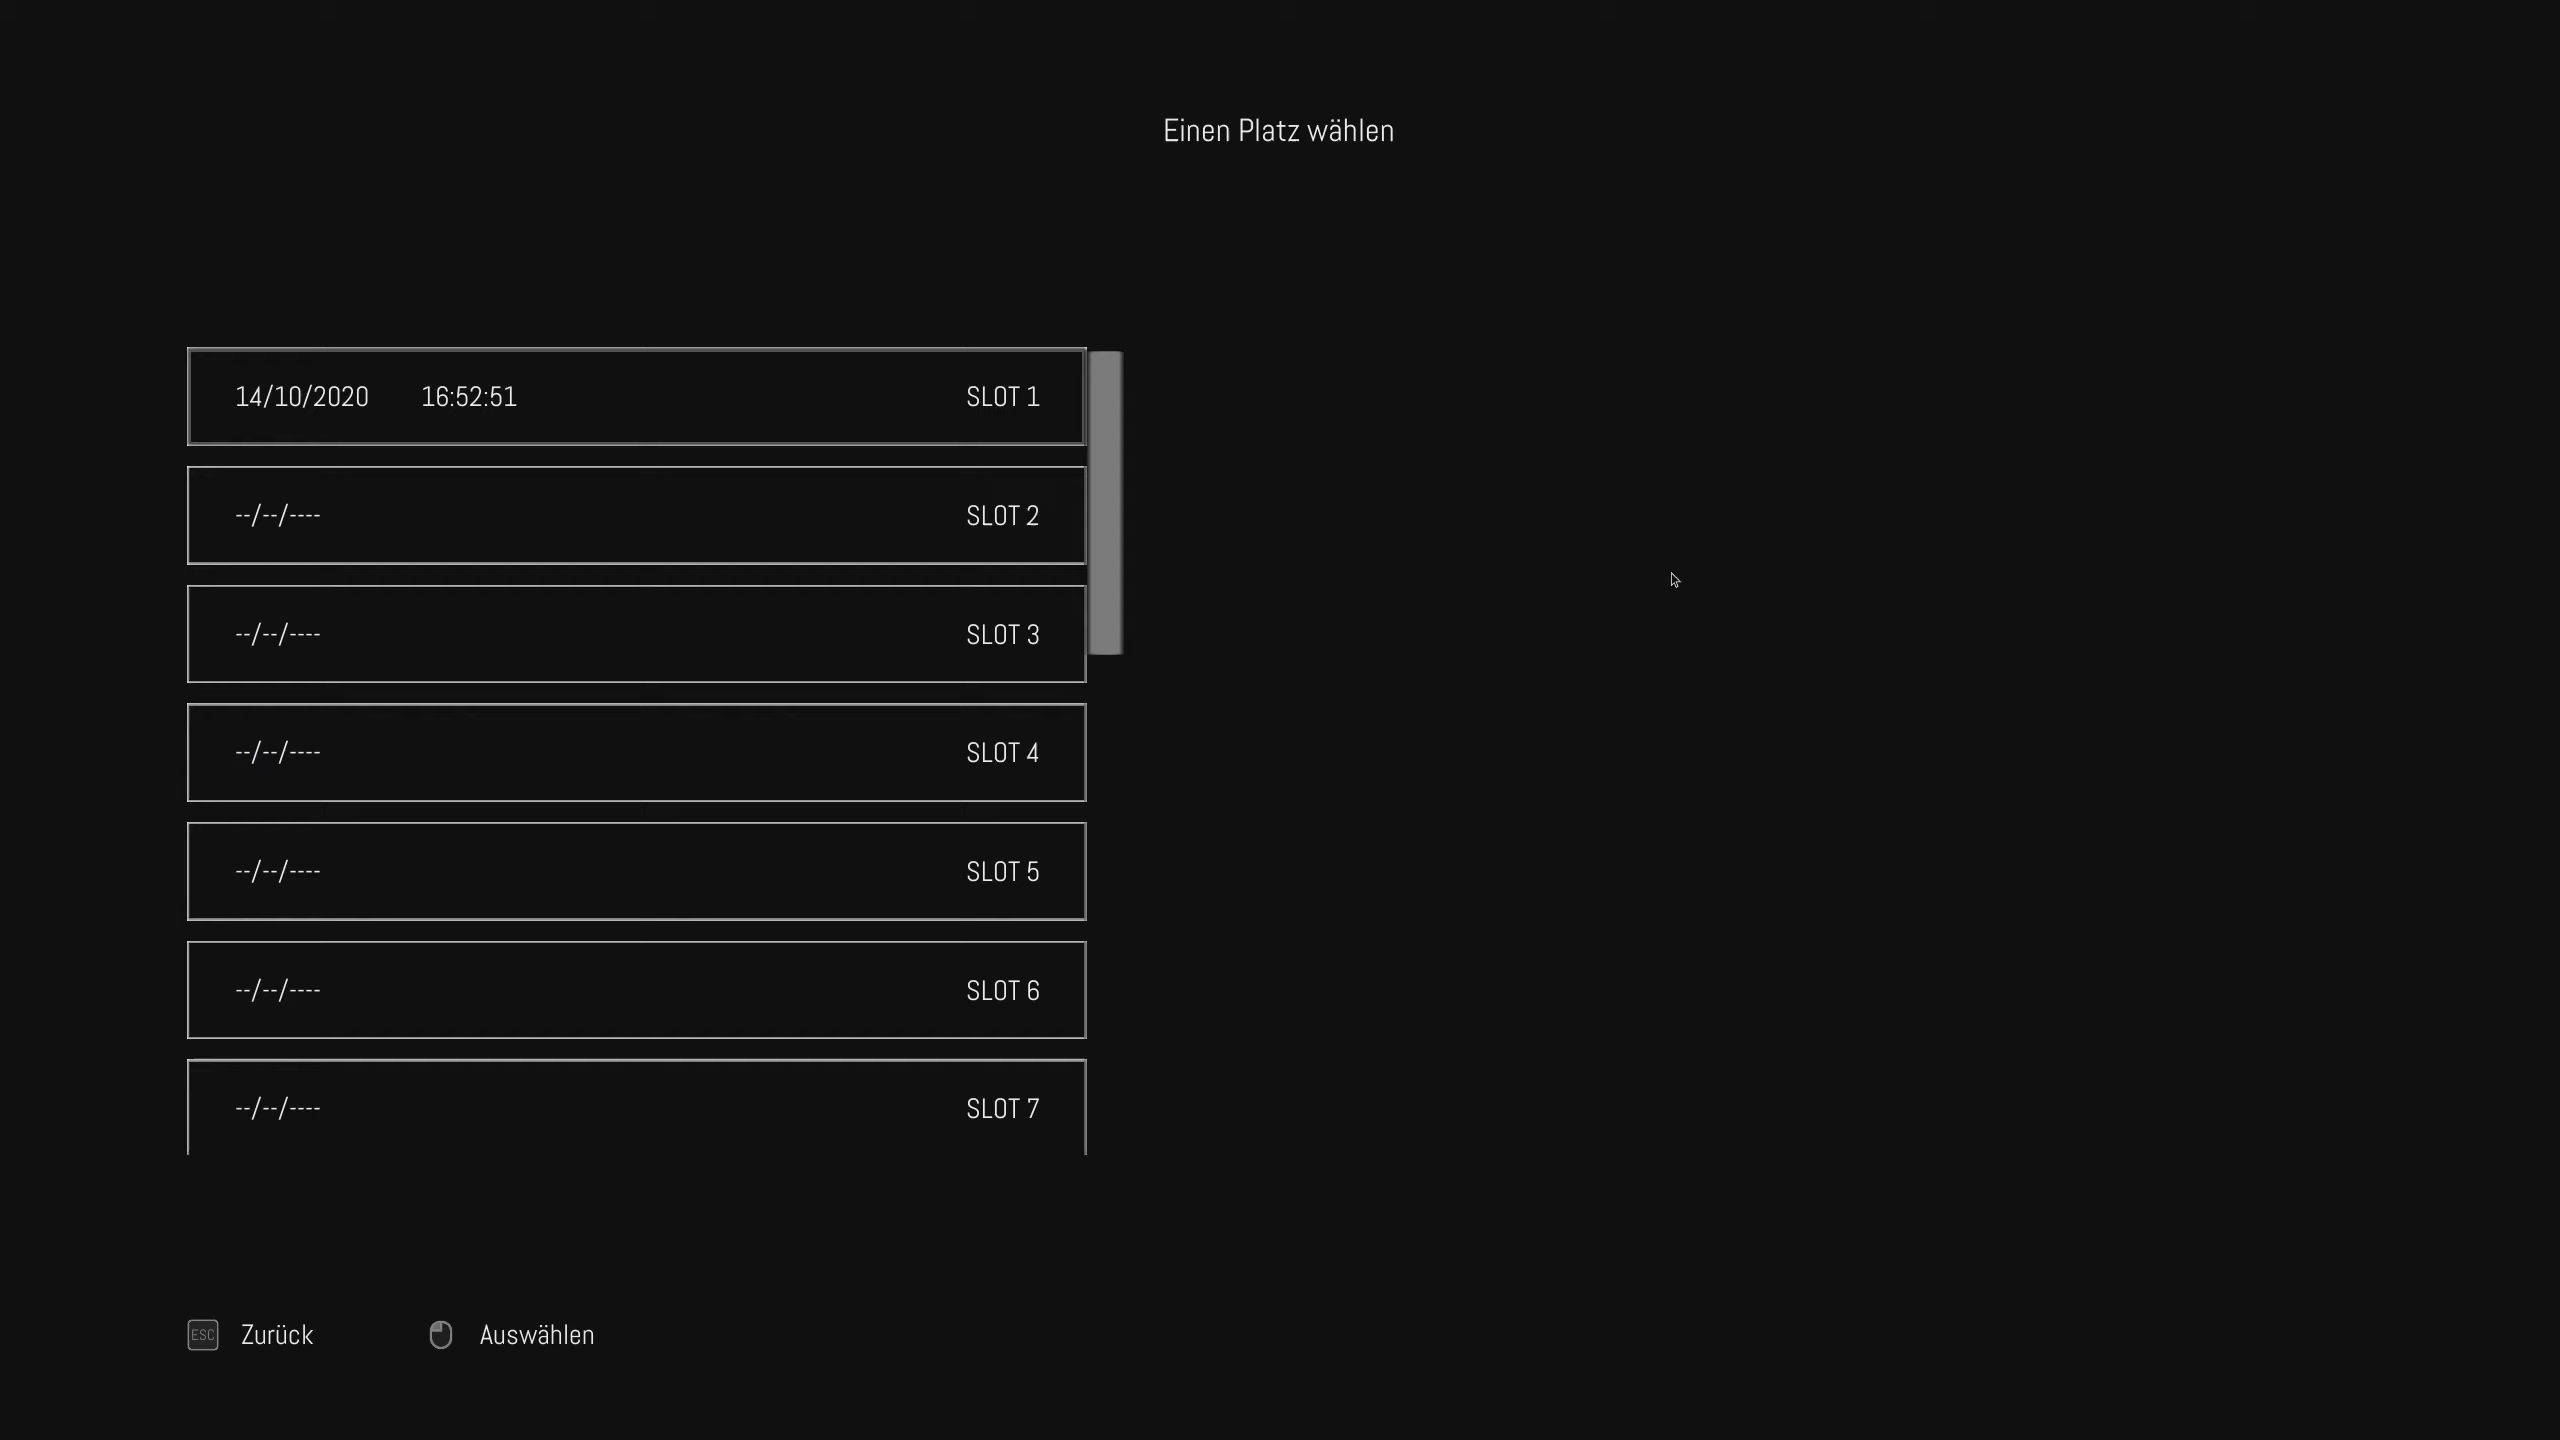 Einen Platz wählen
14/10/2020 16:52:51 SLOT 1
--/--/---- SLOT 2
--/--/---- SLOT 3
--/--/---- SLOT 4
--/--/---- SLOT 5
--/--/---- SLOT 6
--/--/---- SLOT 7
ESC Zurück Auswählen